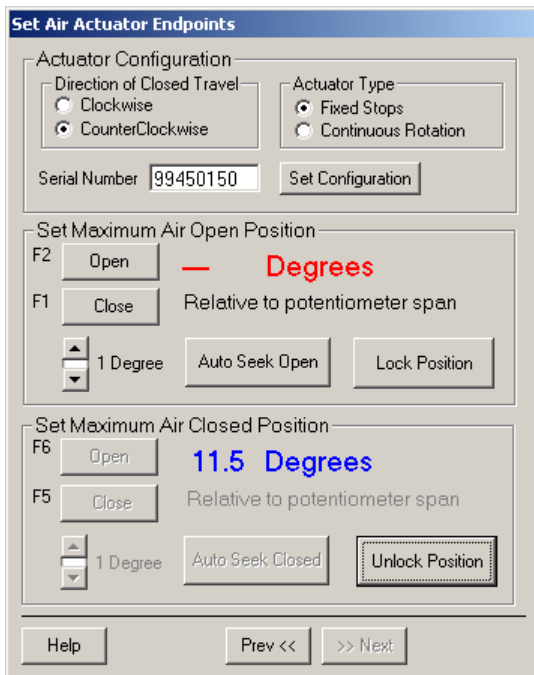 Set Air Actuator Endpoints
Actuator Configuration
Direction of Closed Travel
Clockwise
CounterClockwise
Actuator Type
Fixed Stops
Continuous Rotation
Serial Number 99450150 Set Configuration
Set Maximum Air Open Position
F2 Open — Degrees
F1 Close Relative to potentiometer span
1 Degree Auto Seek Open Lock Position
Set Maximum Air Closed Position
F6 Open 11.5 Degrees
F5 Close Relative to potentiometer span
1 Degree Auto Seek Closed Unlock Position
Help Prev << >> Next